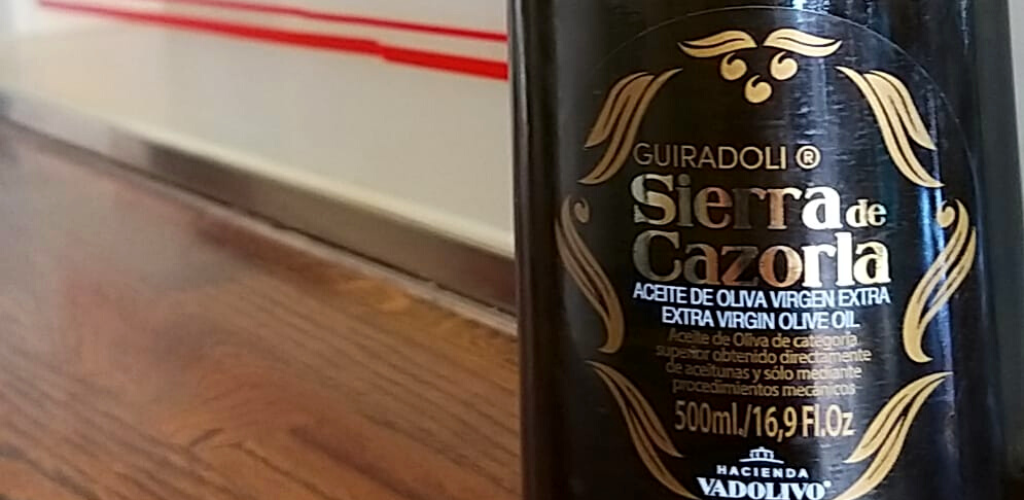 GUIRADOLI ®
Sierra de
Cazorla
ACEITE DE OLIVA VIRGEN EXTRA
EXTRA VIRGIN OLIVE OIL
Aceite de Oliva de categoría
superior obtenido directamente
de aceitunas y sólo mediante
procedimientos mecánicos
500ml./16,9 Fl.Oz
HACIENDA
VADOLIVO®